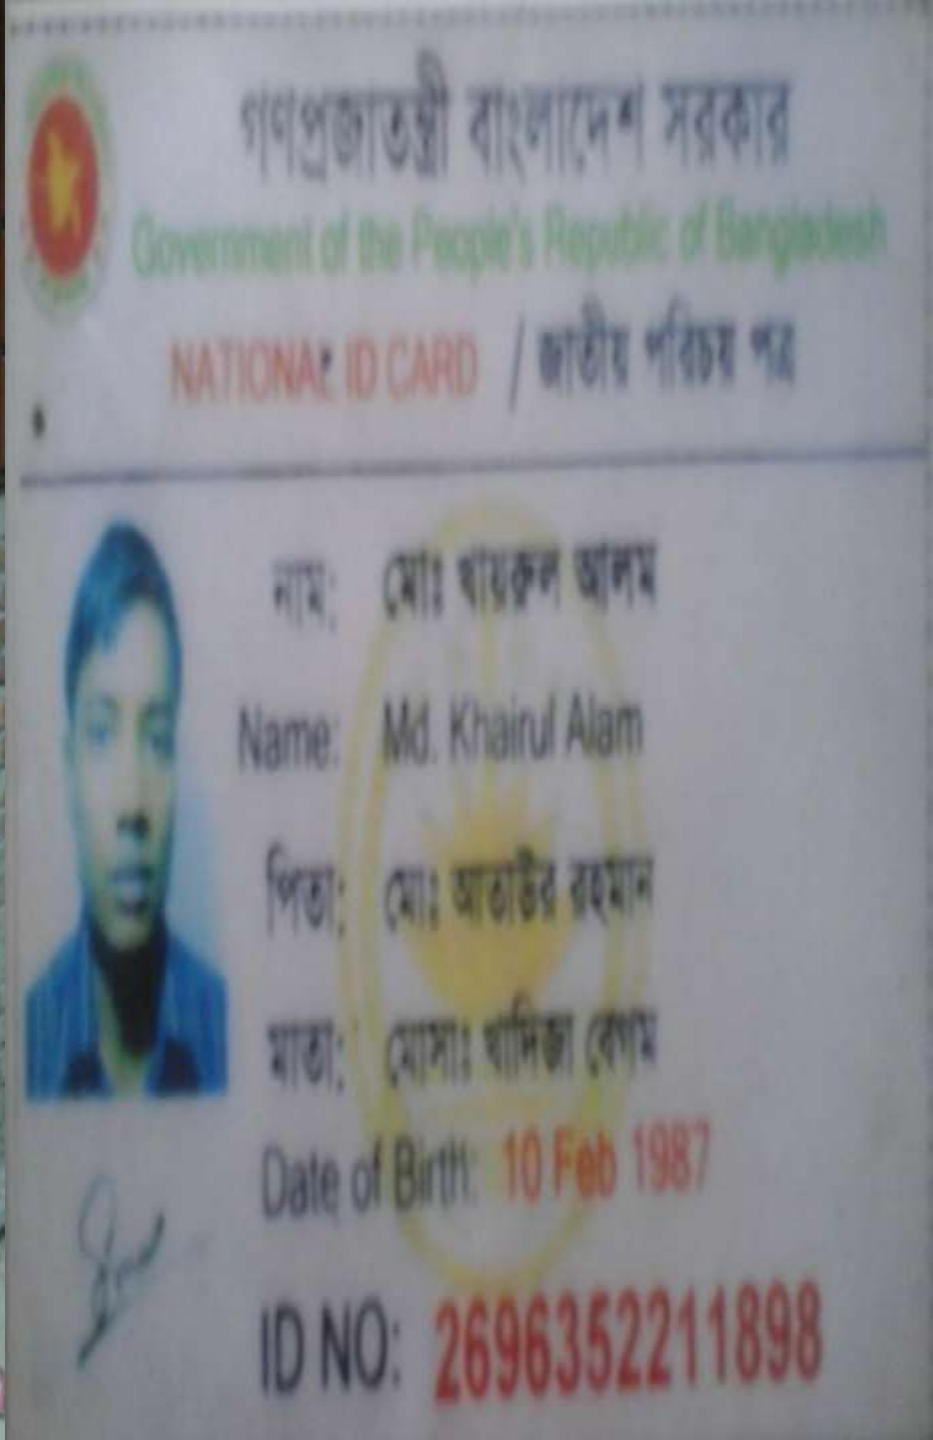 গণপ্রজাতন্ত্রী বাংলাদেশ সরকার
Government of the People's Republic of Bangladesh
NATIONAL ID CARD / জাতীয় পরিচয় পত্র
নাম: মোঃ খায়রুল আলম
Name: Md. Khairul Alam
পিতা: মোঃ আতাউর রহমান
মাতা: মোসাঃ খাদিজা বেগম
Date of Birth: 10 Feb 1987
ID NO: 2696352211898